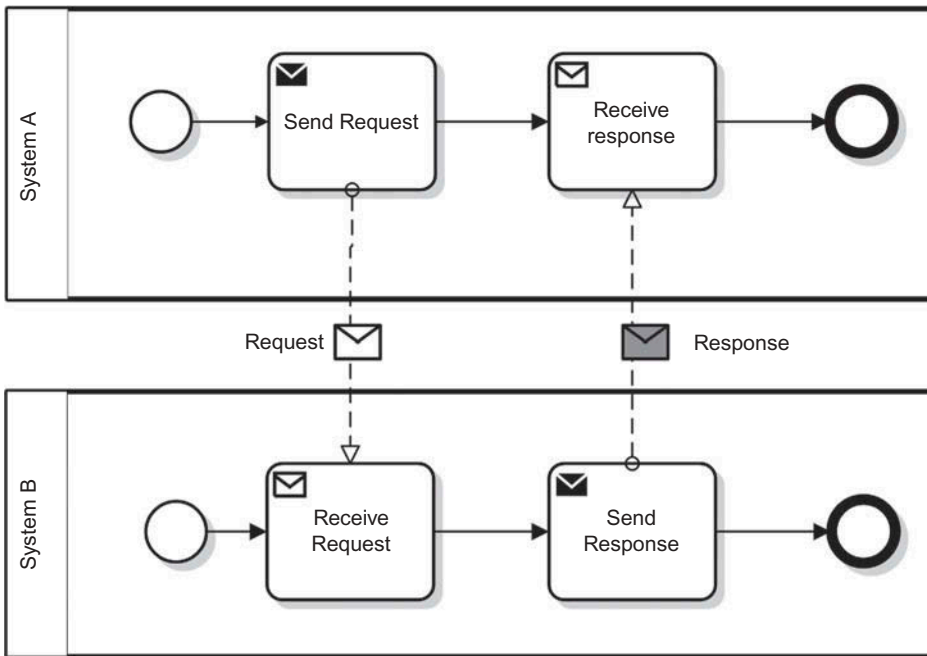 System A
Send Request
Receive
response
Request
Response
System B
Receive
Request
Send
Response